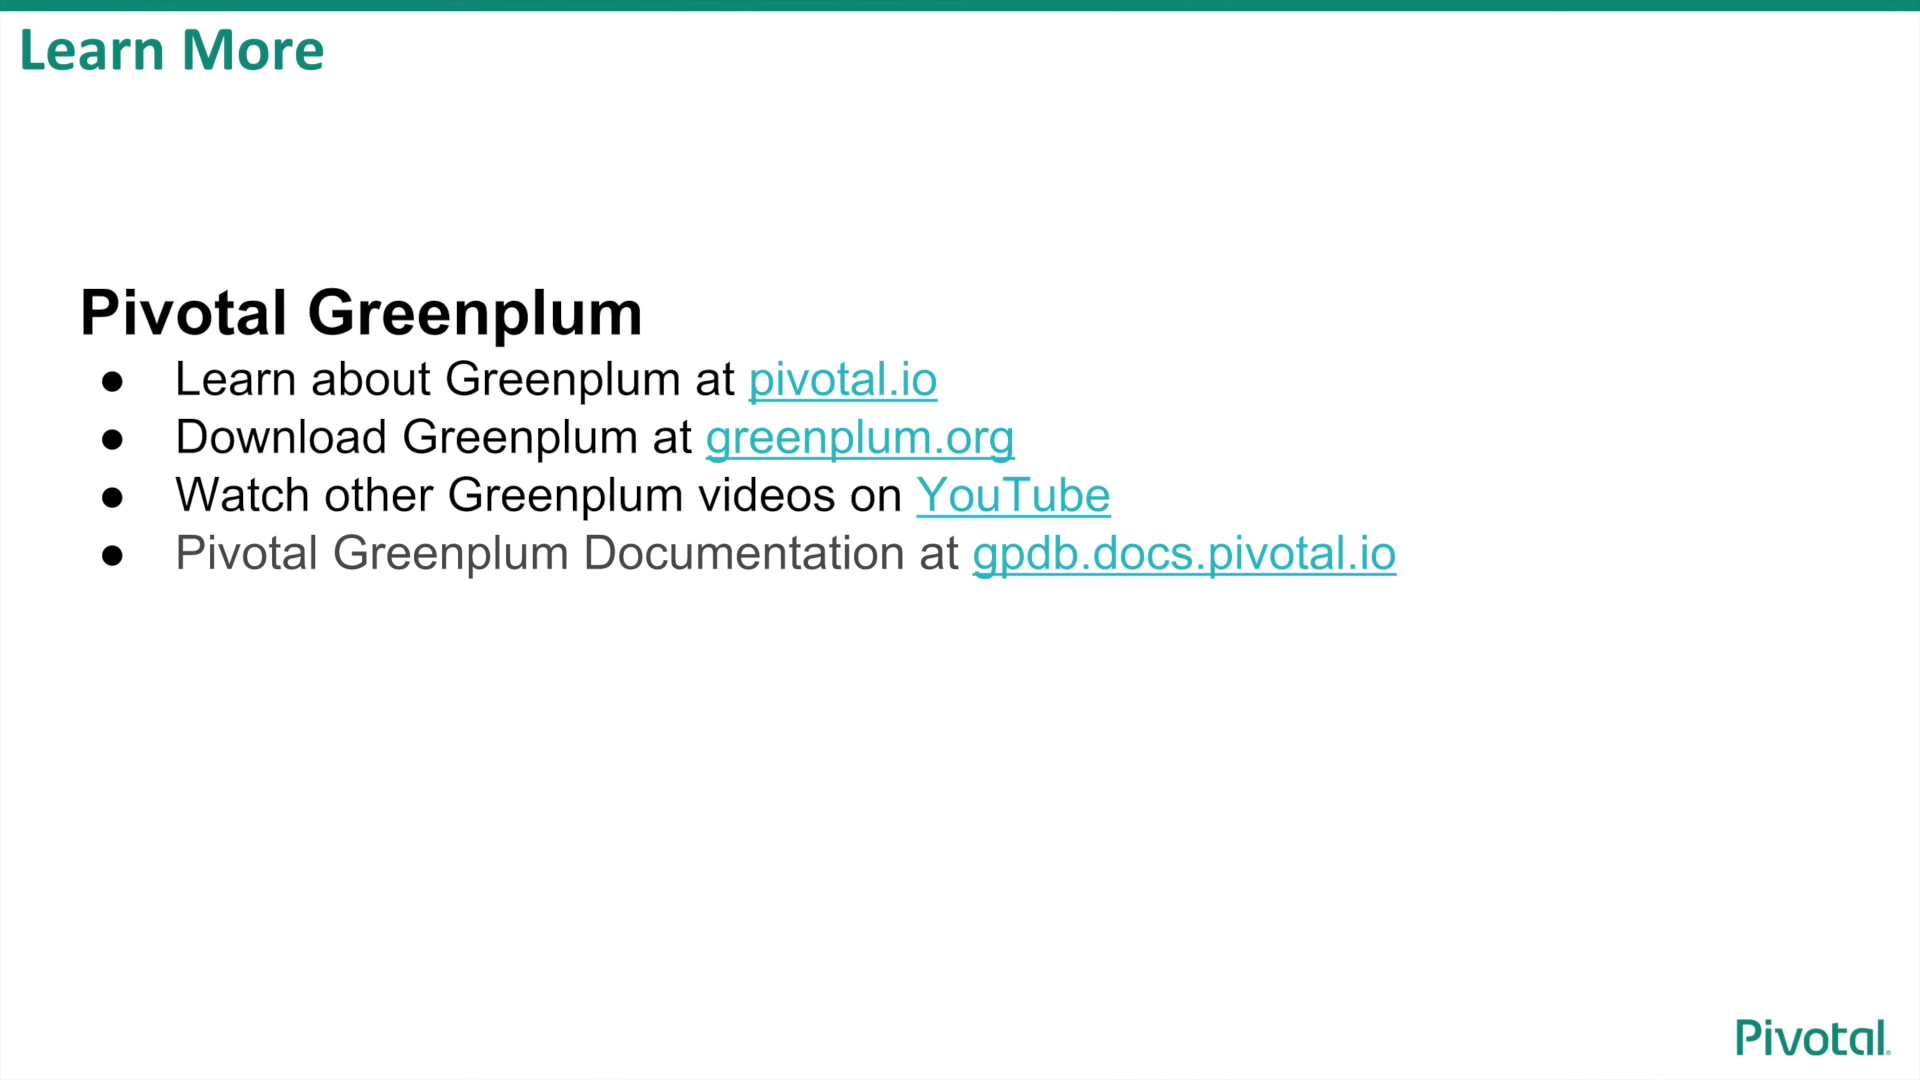 Learn More
Pivotal Greenplum
● Learn about Greenplum at pivotal.io
● Download Greenplum at greenplum.org
● Watch other Greenplum videos on YouTube
● Pivotal Greenplum Documentation at gpdb.docs.pivotal.io
Pivotal